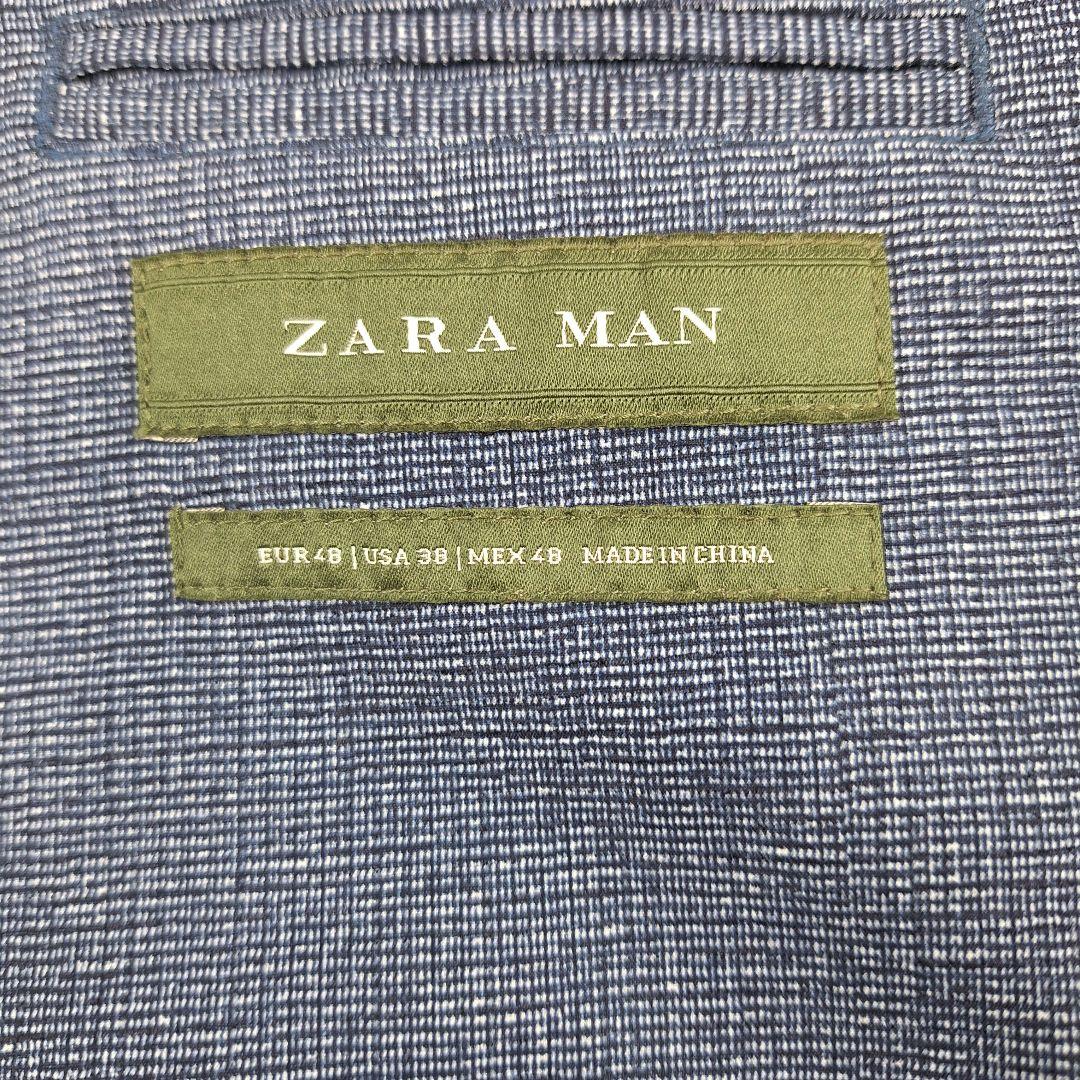 ZARA MAN
EUR 48 | USA 38 | MEX 48 MADE IN CHINA